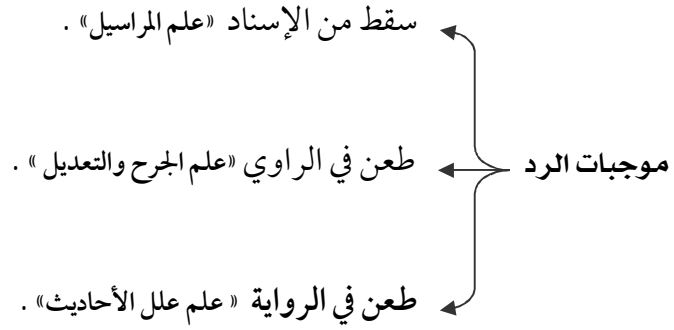 سقط من الإسناد «علم المراسيل» .
موجبات الرد
طعن في الراوي «علم الجرح والتعديل » .
طعن في الرواية « علم علل الأحاديث» .